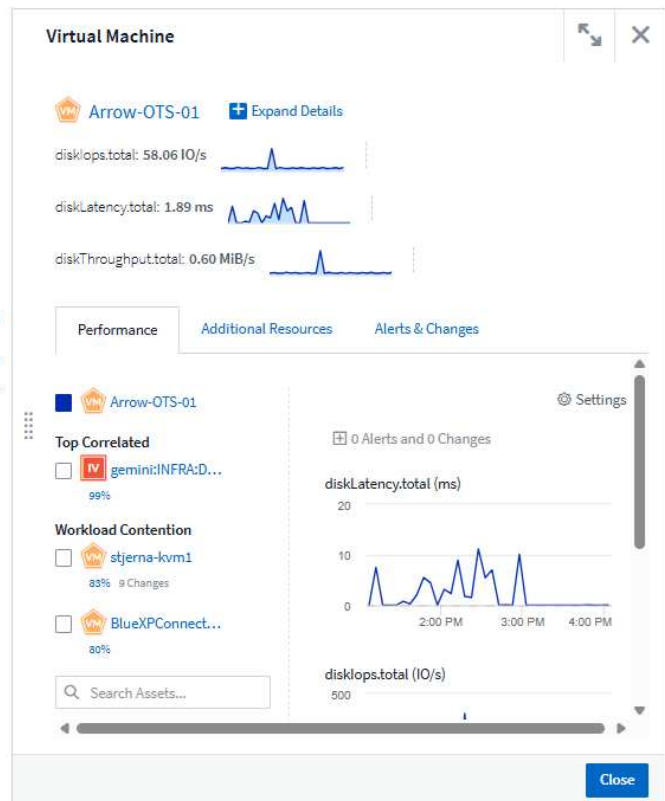 Virtual Machine
VM Arrow-OTS-01 Expand Details
diskIops.total: 58.06 IO/s
diskLatency.total: 1.89 ms
diskThroughput.total: 0.60 MiB/s
Performance Additional Resources Alerts & Changes
VM Arrow-OTS-01
Settings
Top Correlated
IV gemini:INFRA:D...
99%
Workload Contention
VM stjerna-kvm1
83% 9 Changes
VM BlueXPConnect...
80%
Search Assets...
0 Alerts and 0 Changes
diskLatency.total (ms)
20
10
0
2:00 PM 3:00 PM 4:00 PM
diskIops.total (IO/s)
500
Close